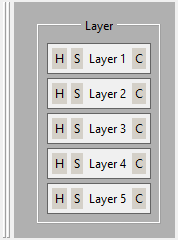 Layer
H S Layer 1 C
H S Layer 2 C
H S Layer 3 C
H S Layer 4 C
H S Layer 5 C